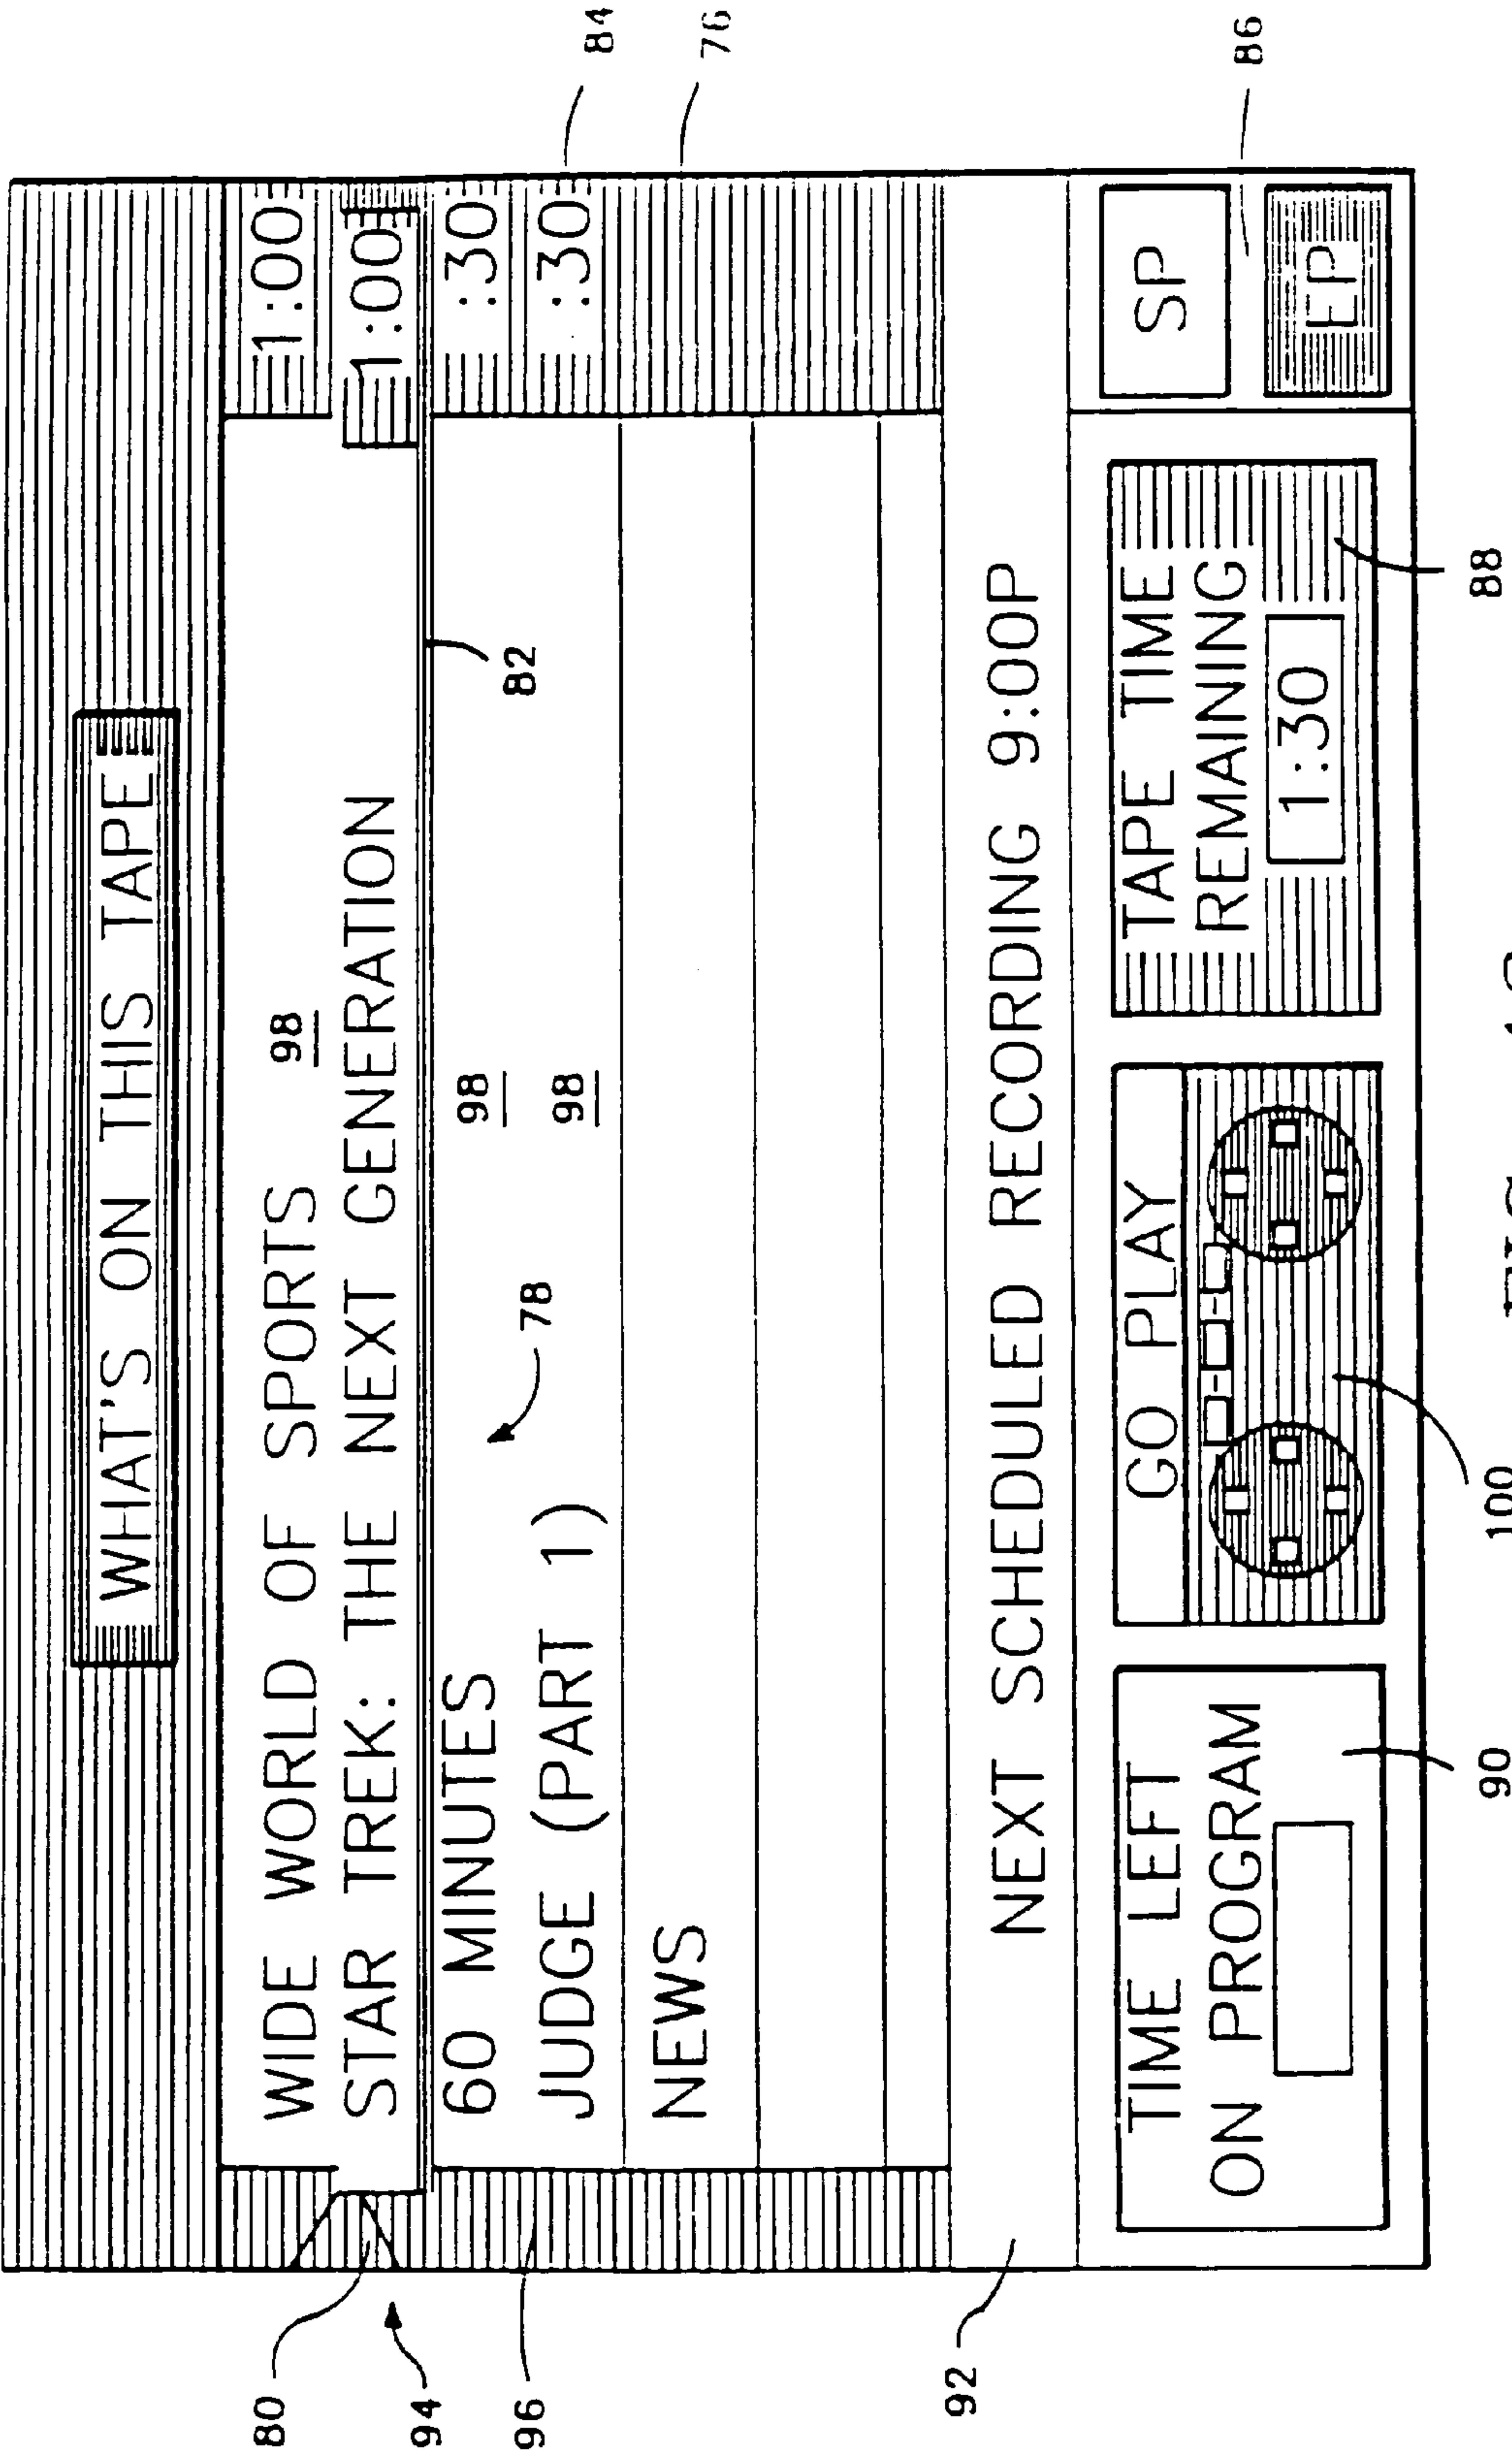 WHAT'S ON THIS TAPE
WIDE WORLD OF SPORTS 98 1:00
STAR TREK: THE NEXT GENERATION 1:00
82
60 MINUTES 98 :30
JUDGE (PART 1) 98 :30
78
NEWS
NEXT SCHEDULED RECORDING 9:00P
TIME LEFT
ON PROGRAM
GO PLAY
TAPE TIME
REMAINING
1:30
SP
EP
80
94
96
92
84
76
86
90
100
88